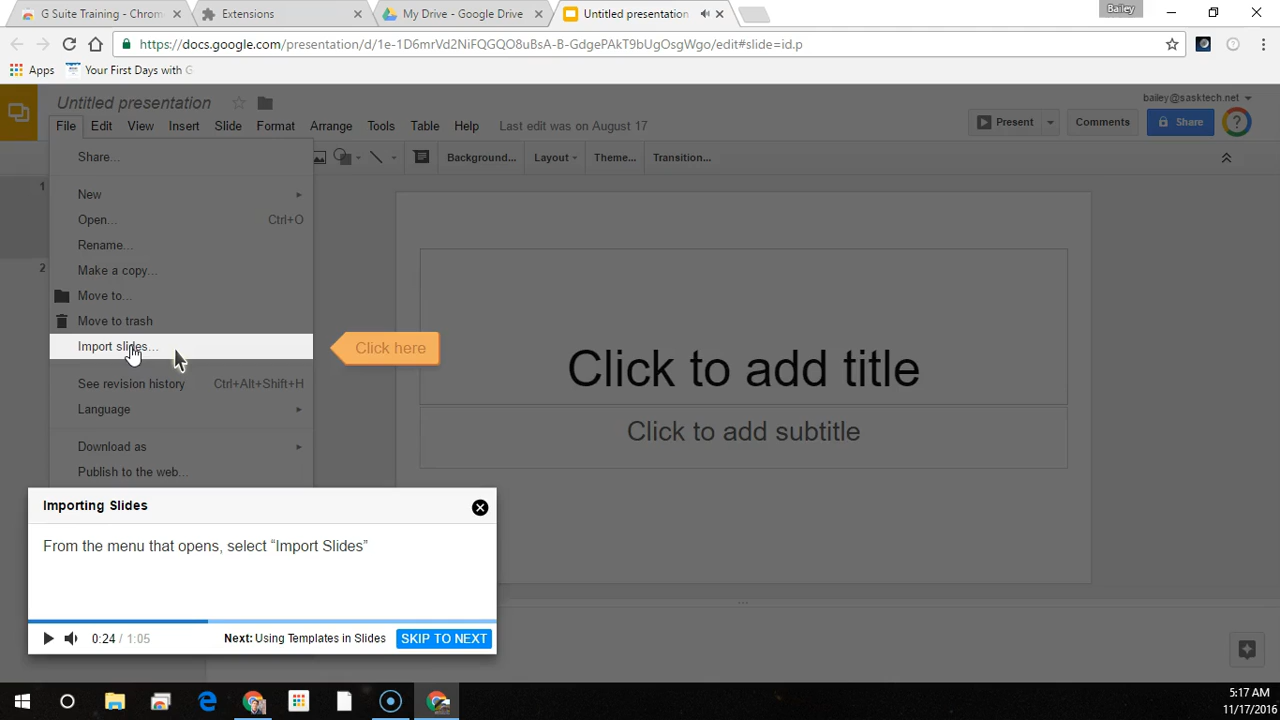 G Suite Training - Chrom
Extensions
My Drive - Google Drive
Untitled presentation
Bailey
https://docs.google.com/presentation/d/1e-1D6mrVd2NiFQGQO8uBsA-B-GdgePAkT9bUgOsgWgo/edit#slide=id.p
Apps
Your First Days with G
Untitled presentation
bailey@sasktech.net
File Edit View Insert Slide Format Arrange Tools Table Help Last edit was on August 17
Present
Comments
Share
?
Share...
Background... Layout Theme... Transition...
1
New
Open... Ctrl+O
Rename...
Make a copy...
2
Move to...
Move to trash
Import slides...
Click here
See revision history Ctrl+Alt+Shift+H
Language
Download as
Publish to the web...
Click to add title
Click to add subtitle
Importing Slides
From the menu that opens, select “Import Slides”
0:24 / 1:05
Next: Using Templates in Slides
SKIP TO NEXT
5:17 AM
11/17/2016